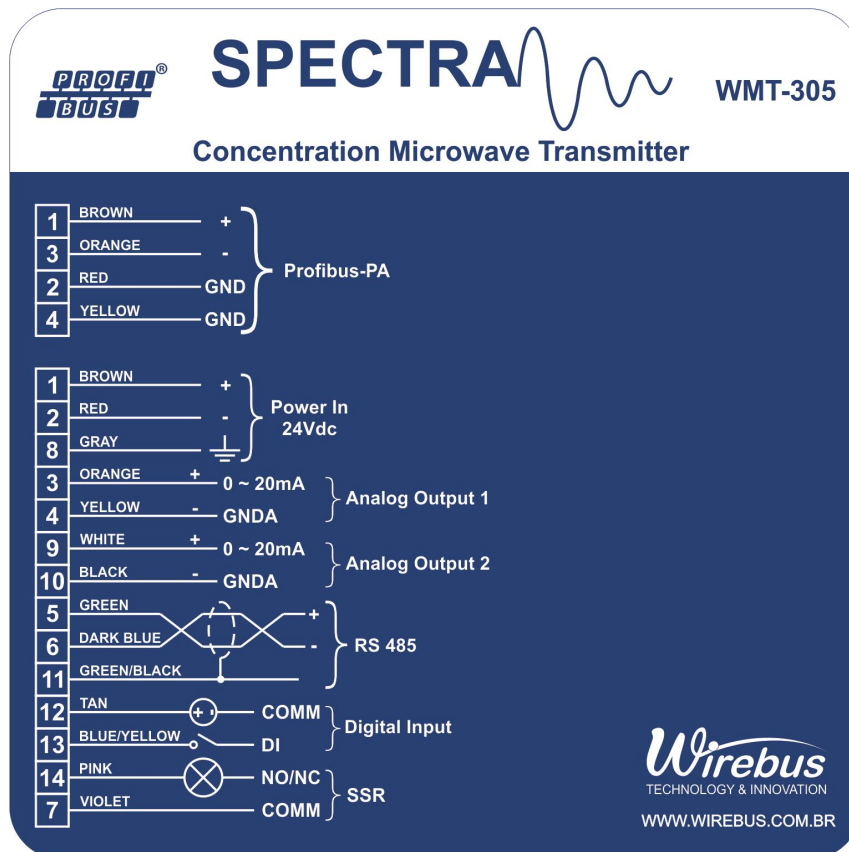 PROFI
BUS
®
SPECTRA
WMT-305
Concentration Microwave Transmitter
1 BROWN +
3 ORANGE -
2 RED GND
4 YELLOW GND
Profibus-PA
1 BROWN +
2 RED -
8 GRAY
Power In
24Vdc
3 ORANGE + 0 ~ 20mA
4 YELLOW - GNDA
Analog Output 1
9 WHITE + 0 ~ 20mA
10 BLACK - GNDA
Analog Output 2
5 GREEN +
6 DARK BLUE -
11 GREEN/BLACK
RS 485
12 TAN + COMM
13 BLUE/YELLOW DI
Digital Input
14 PINK NO/NC
7 VIOLET COMM
SSR
Wirebus
TECHNOLOGY & INNOVATION
WWW.WIREBUS.COM.BR